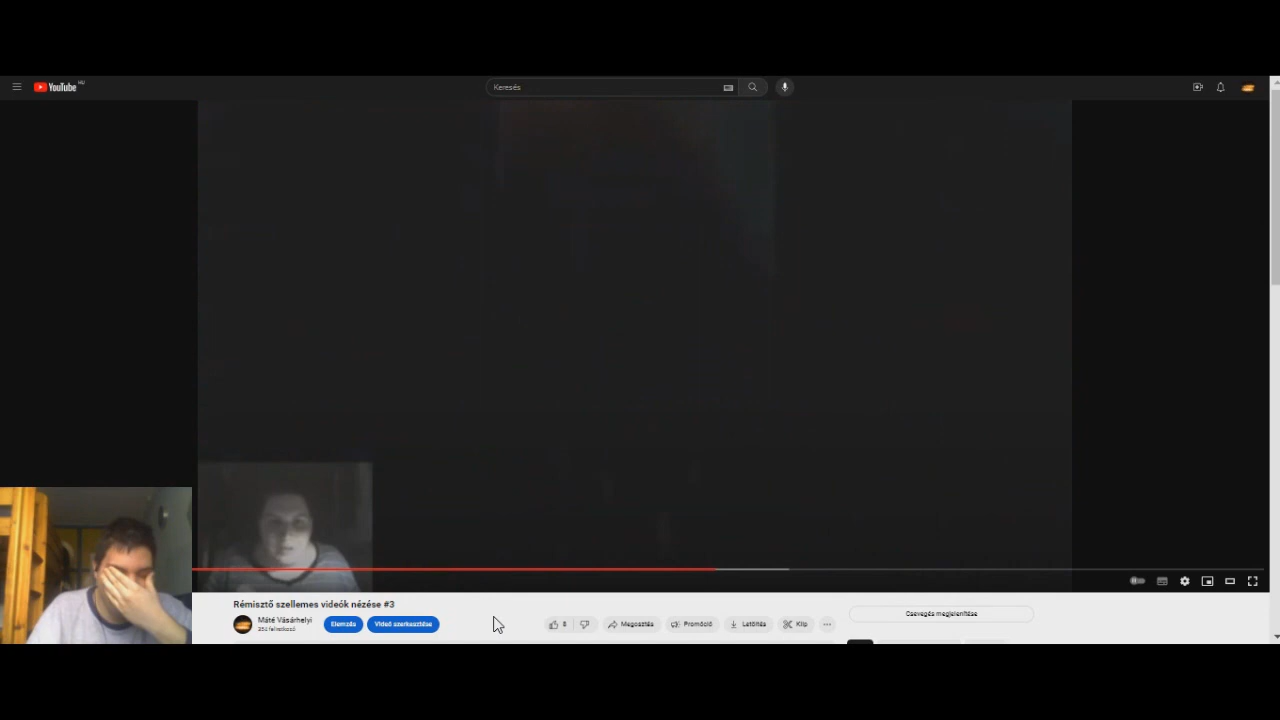 YouTube HU
Keresés
Rémisztő szellemes videók nézése #3
Máté Vásárhelyi
Elemzés
Videó szerkesztése
8
Megosztás
Promóció
Letöltés
Klip
Csevegés megjelenítése